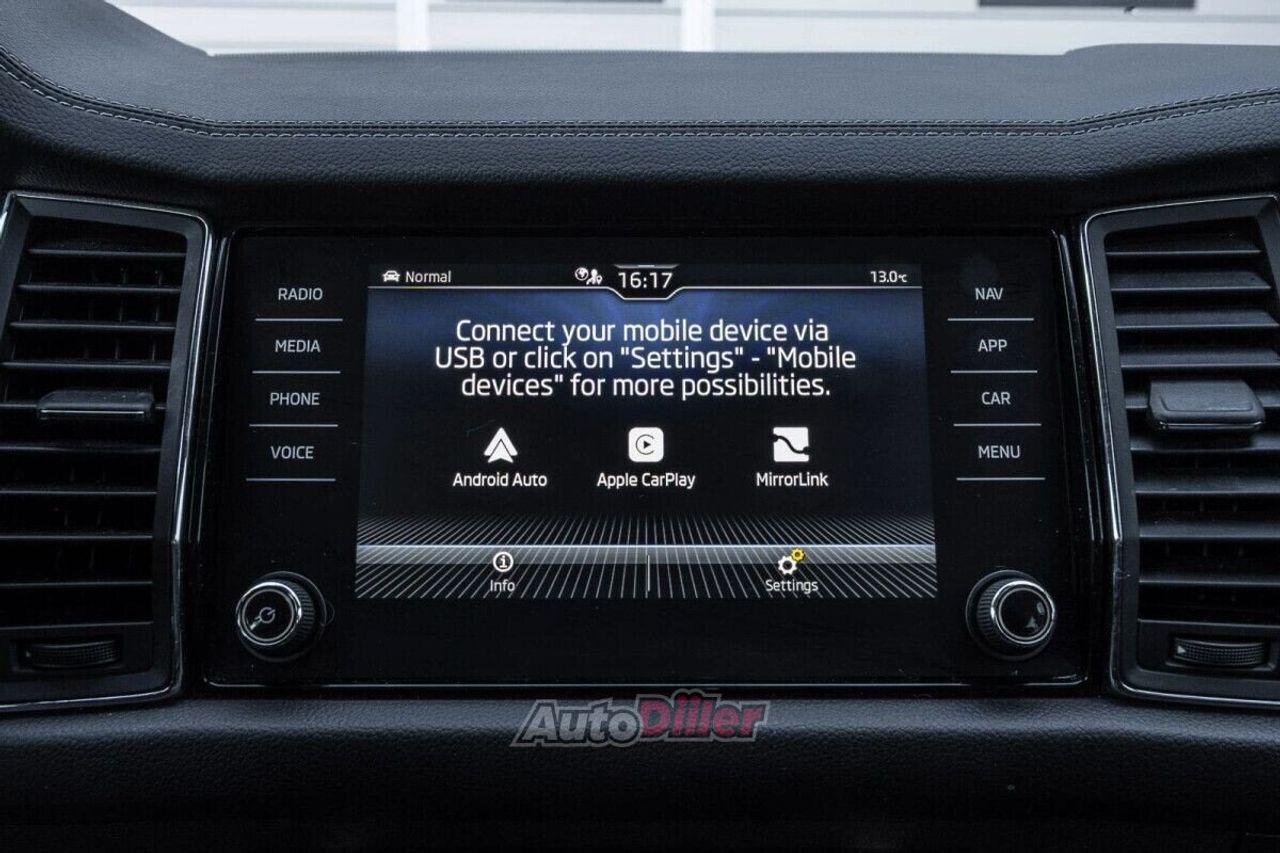 Normal
16:17
13.0°C
RADIO
MEDIA
PHONE
VOICE
NAV
APP
CAR
MENU
Connect your mobile device via
USB or click on "Settings" - "Mobile
devices" for more possibilities.
Android Auto
Apple CarPlay
MirrorLink
Info
Settings
AutoDiller